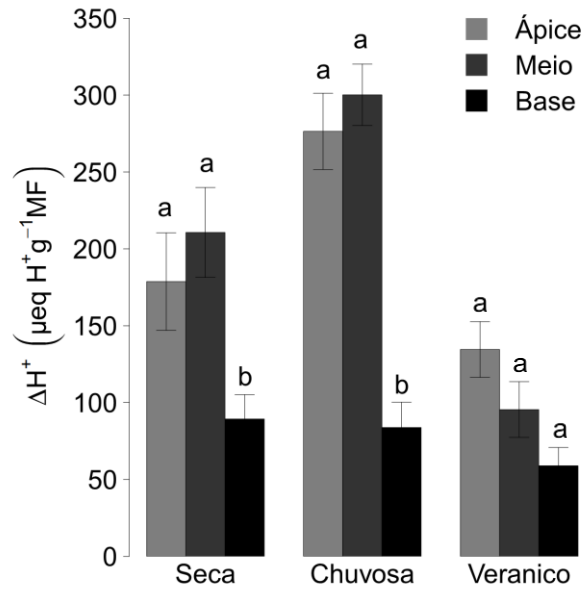 350
300
250
200
150
100
50
0
ΔH⁺ (µeq H⁺g⁻¹MF)
Ápice
Meio
Base
a
a
b
a
a
b
a
a
a
Seca
Chuvosa
Veranico